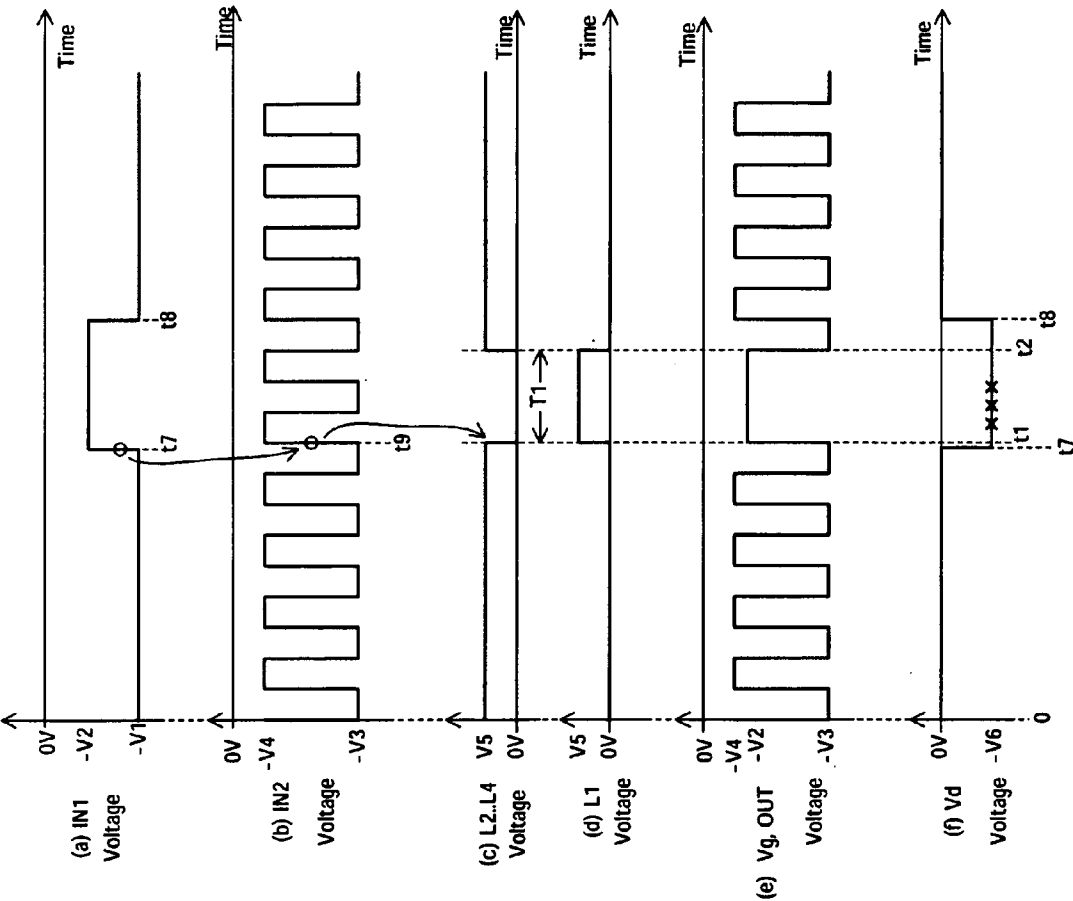 0V
-V2
-V1
(a) IN1
Voltage
t7
t8
Time
0V
-V4
-V3
(b) IN2
Voltage
t9
Time
V5
0V
(c) L2..L4
Voltage
T1
Time
V5
0V
(d) L1
Voltage
Time
0V
-V4
-V2
-V3
(e) Vg, OUT
Voltage
Time
0V
-V6
(f) Vd
Voltage
0
t7
t1
t2
t8
Time